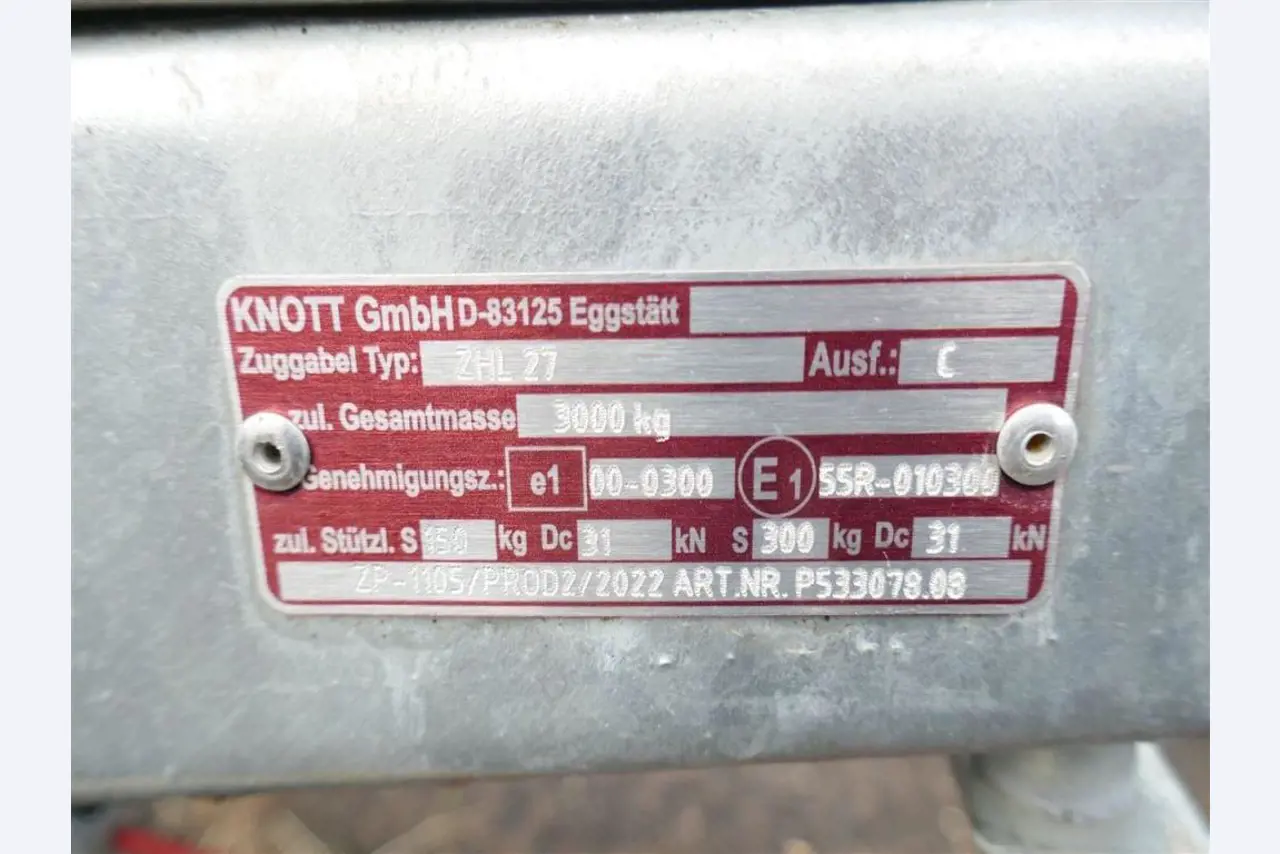 KNOTT GmbH D-83125 Eggstätt
Zuggabel Typ: ZHL 27 Ausf.: C
zul. Gesamtmasse 3000 kg
Genehmigungsz.: e1 00-0300 E1 55R-010300
zul. Stützl. S kg Dc 31 kN S 300 kg Dc 31 kN
ZP-1105/PROD2/2022 ART.NR. P533078.08